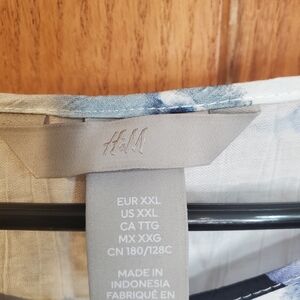 H&M
EUR XXL
US XXL
CA TTG
MX XXG
CN 180/128C
MADE IN
INDONESIA
FABRIQUÉ EN